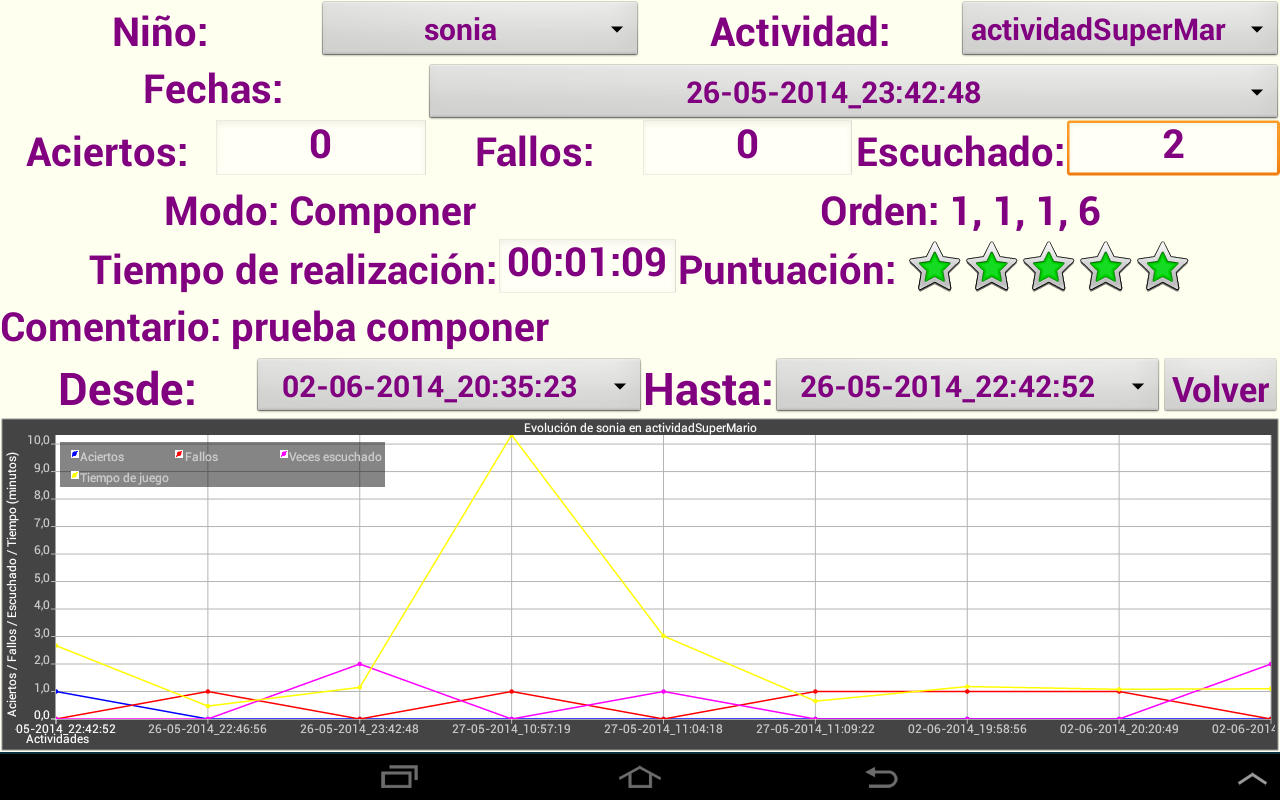 Niño: sonia Actividad: actividadSuperMar
Fechas: 26-05-2014_23:42:48
Aciertos: 0 Fallos: 0 Escuchado: 2
Modo: Componer Orden: 1, 1, 1, 6
Tiempo de realización: 00:01:09 Puntuación:
Comentario: prueba componer
Desde: 02-06-2014_20:35:23 Hasta: 26-05-2014_22:42:52 Volver
Evolución de sonia en actividadSuperMario
Aciertos Fallos Veces escuchado
Tiempo de juego
Aciertos / Fallos / Escuchado / Tiempo (minutos)
10,0
9,0
8,0
7,0
6,0
5,0
4,0
3,0
2,0
1,0
0,0
05-2014_22:42:52 26-05-2014_22:46:56 26-05-2014_23:42:48 27-05-2014_10:57:19 27-05-2014_11:04:18 27-05-2014_11:09:22 02-06-2014_19:58:56 02-06-2014_20:20:49 02-06-2014
Actividades